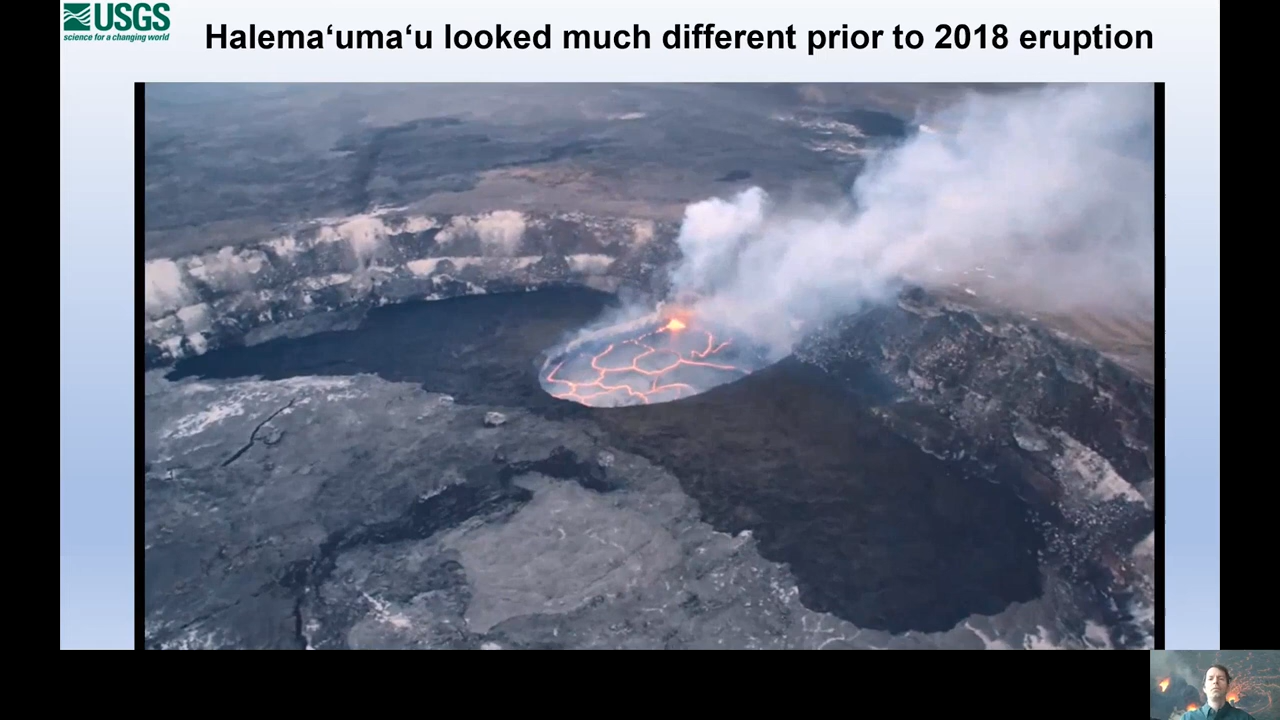 USGS
science for a changing world
Halemaʻumaʻu looked much different prior to 2018 eruption